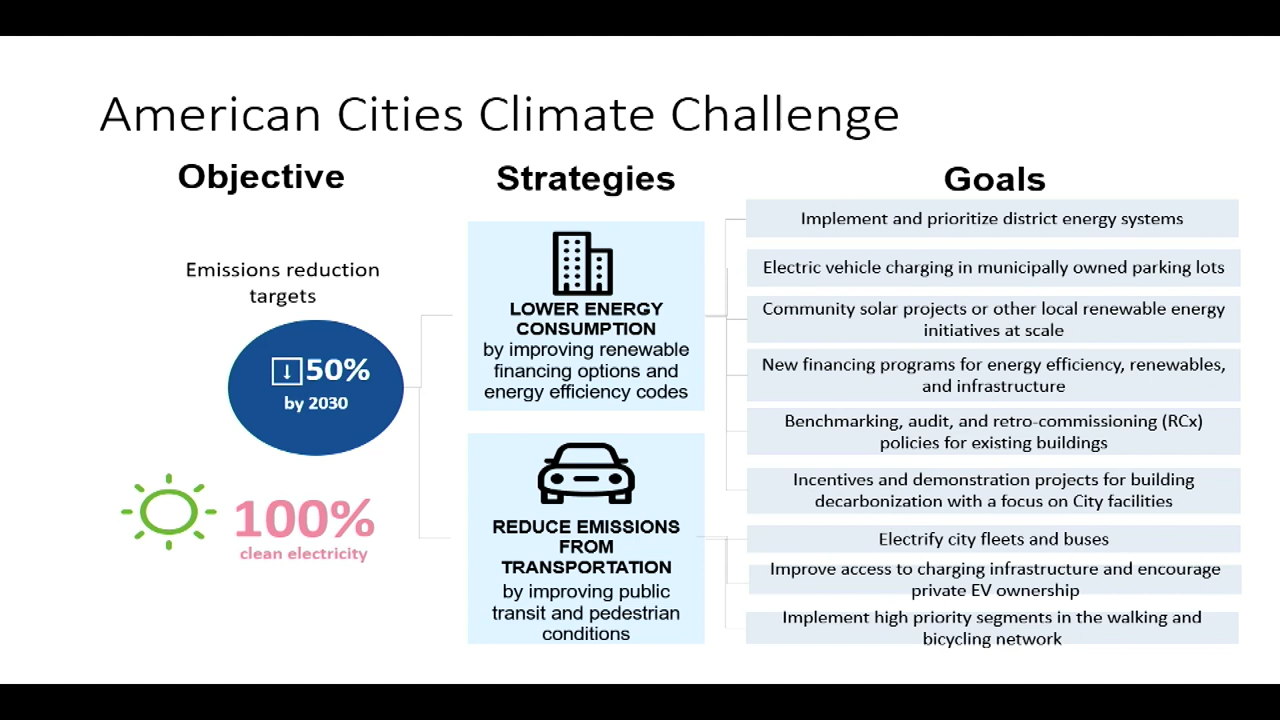 American Cities Climate Challenge
Objective
Strategies
Goals
Emissions reduction
targets
↓50%
by 2030
100%
clean electricity
LOWER ENERGY
CONSUMPTION
by improving renewable
financing options and
energy efficiency codes
REDUCE EMISSIONS
FROM
TRANSPORTATION
by improving public
transit and pedestrian
conditions
Implement and prioritize district energy systems
Electric vehicle charging in municipally owned parking lots
Community solar projects or other local renewable energy
initiatives at scale
New financing programs for energy efficiency, renewables,
and infrastructure
Benchmarking, audit, and retro-commissioning (RCx)
policies for existing buildings
Incentives and demonstration projects for building
decarbonization with a focus on City facilities
Electrify city fleets and buses
Improve access to charging infrastructure and encourage
private EV ownership
Implement high priority segments in the walking and
bicycling network